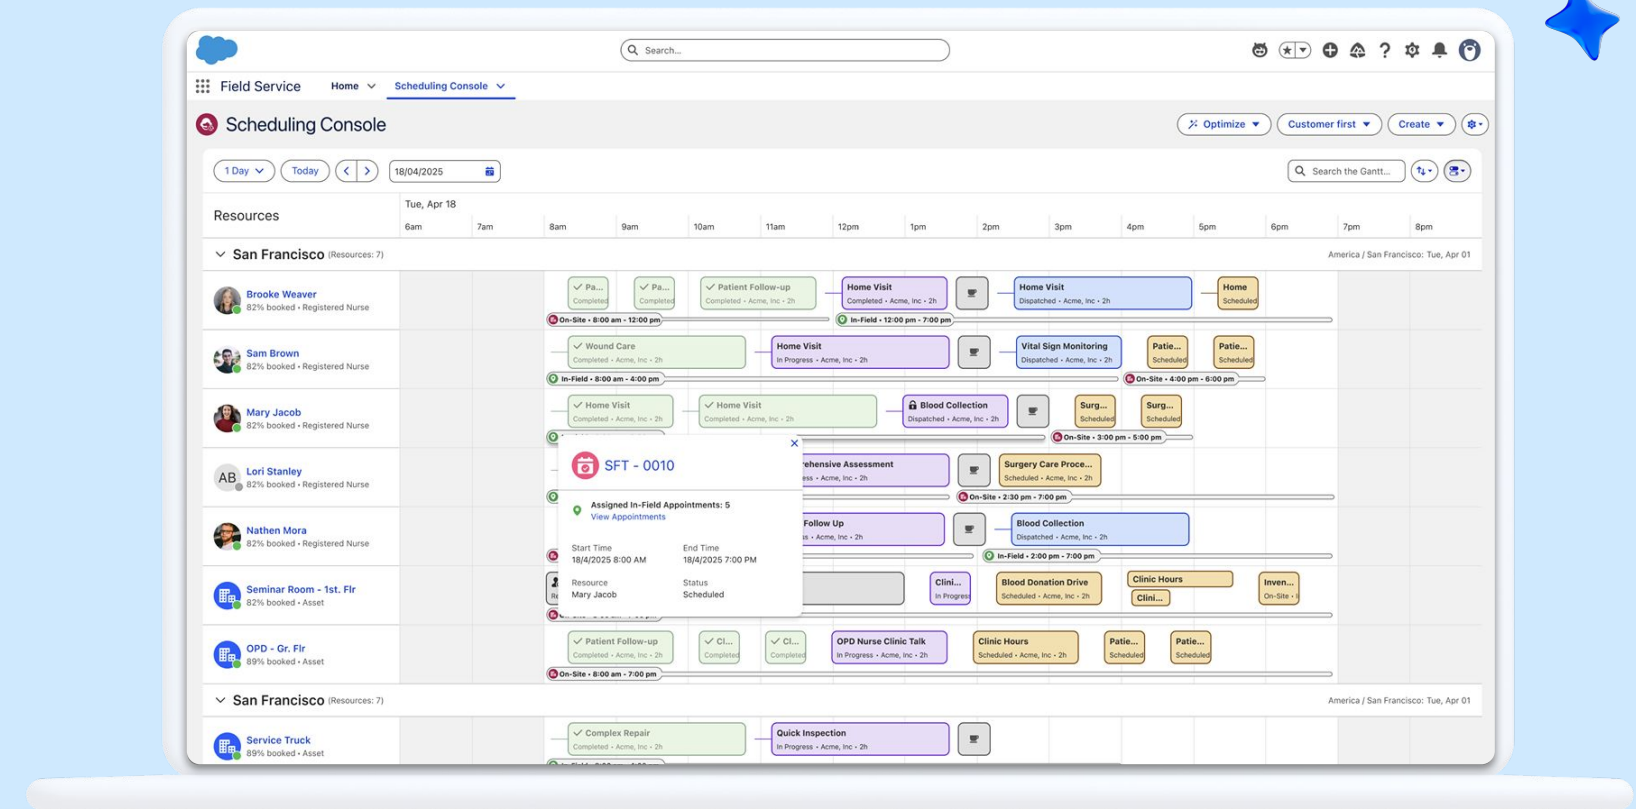 Search...
Field Service
Home
Scheduling Console
Scheduling Console
Optimize
Customer first
Create
1 Day
Today
18/04/2025
Search the Gantt...
Resources
Tue, Apr 18
6am 7am 8am 9am 10am 11am 12pm 1pm 2pm 3pm 4pm 5pm 6pm 7pm 8pm
San Francisco (Resources: 7)
America / San Francisco: Tue, Apr 01
Brooke Weaver
82% booked • Registered Nurse
Pa... Pa... Patient Follow-up Home Visit Home Visit Home
Completed Completed Completed • Acme, Inc • 2h Completed • Acme, Inc • 2h Dispatched • Acme, Inc • 2h Scheduled
On-Site • 8:00 am - 12:00 pm In-Field • 12:00 pm - 7:00 pm
Sam Brown
82% booked • Registered Nurse
Wound Care Home Visit Vital Sign Monitoring Patie... Patie...
Completed • Acme, Inc • 2h In Progress • Acme, Inc • 2h Dispatched • Acme, Inc • 2h Scheduled Scheduled
In-Field • 8:00 am - 4:00 pm On-Site • 4:00 pm - 6:00 pm
Mary Jacob
82% booked • Registered Nurse
Home Visit Home Visit Blood Collection Surg... Surg...
Completed • Acme, Inc • 2h Completed • Acme, Inc • 2h Dispatched • Acme, Inc • 2h Scheduled Scheduled
On-Site • 3:00 pm - 5:00 pm
SFT - 0010
Assigned In-Field Appointments: 5
View Appointments
Start Time End Time
18/4/2025 8:00 AM 18/4/2025 7:00 PM
Resource Status
Mary Jacob Scheduled
AB
Lori Stanley
82% booked • Registered Nurse
rehensive Assessment Surgery Care Proce...
ess • Acme, Inc • 2h Scheduled • Acme, Inc • 2h
On-Site • 2:30 pm - 7:00 pm
Nathen Mora
82% booked • Registered Nurse
Follow Up Blood Collection
s • Acme, Inc • 2h Dispatched • Acme, Inc • 2h
In-Field • 2:00 pm - 7:00 pm
Seminar Room - 1st. Flr
82% booked • Asset
Clini... Blood Donation Drive Clinic Hours Inven...
In Progress Scheduled • Acme, Inc • 2h Clini... On-Site •
OPD - Gr. Flr
89% booked • Asset
Patient Follow-up Cl... Cl... OPD Nurse Clinic Talk Clinic Hours Patie... Patie...
Completed • Acme, Inc • 2h Completed Completed In Progress • Acme, Inc • 2h Scheduled • Acme, Inc • 2h Scheduled Scheduled
On-Site • 8:00 am - 7:00 pm
San Francisco (Resources: 7)
America / San Francisco: Tue, Apr 01
Service Truck
89% booked • Asset
Complex Repair Quick Inspection
Completed • Acme, Inc • 2h In Progress • Acme, Inc • 2h